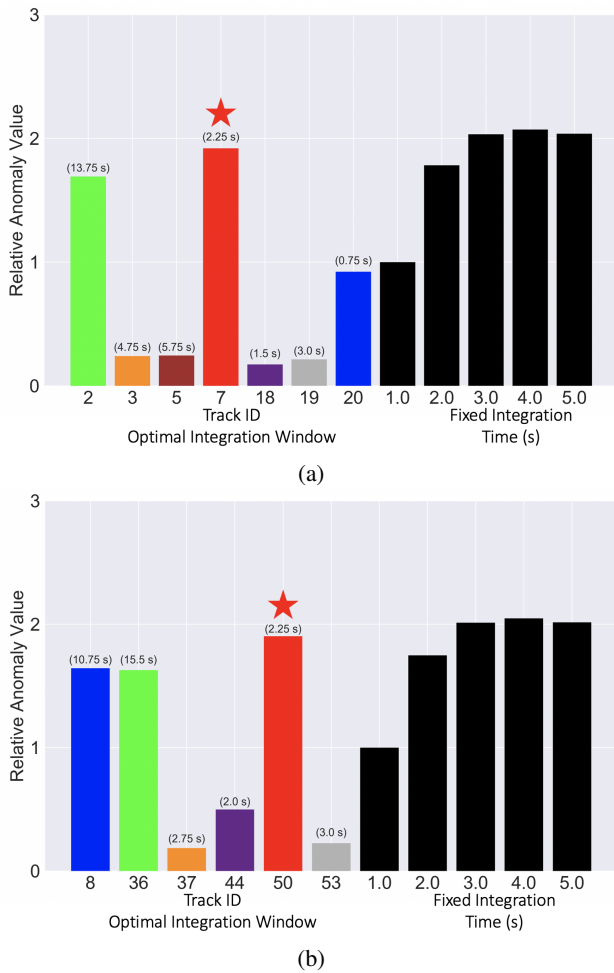 3
2
1
0
Relative Anomaly Value
(13.75 s)
(4.75 s)
(5.75 s)
(2.25 s)
(1.5 s)
(3.0 s)
(0.75 s)
2 3 5 7 18 19 20 1.0 2.0 3.0 4.0 5.0
Track ID Fixed Integration
Optimal Integration Window Time (s)
(a)
3
2
1
0
Relative Anomaly Value
(10.75 s)
(15.5 s)
(2.75 s)
(2.0 s)
(2.25 s)
(3.0 s)
8 36 37 44 50 53 1.0 2.0 3.0 4.0 5.0
Track ID Fixed Integration
Optimal Integration Window Time (s)
(b)